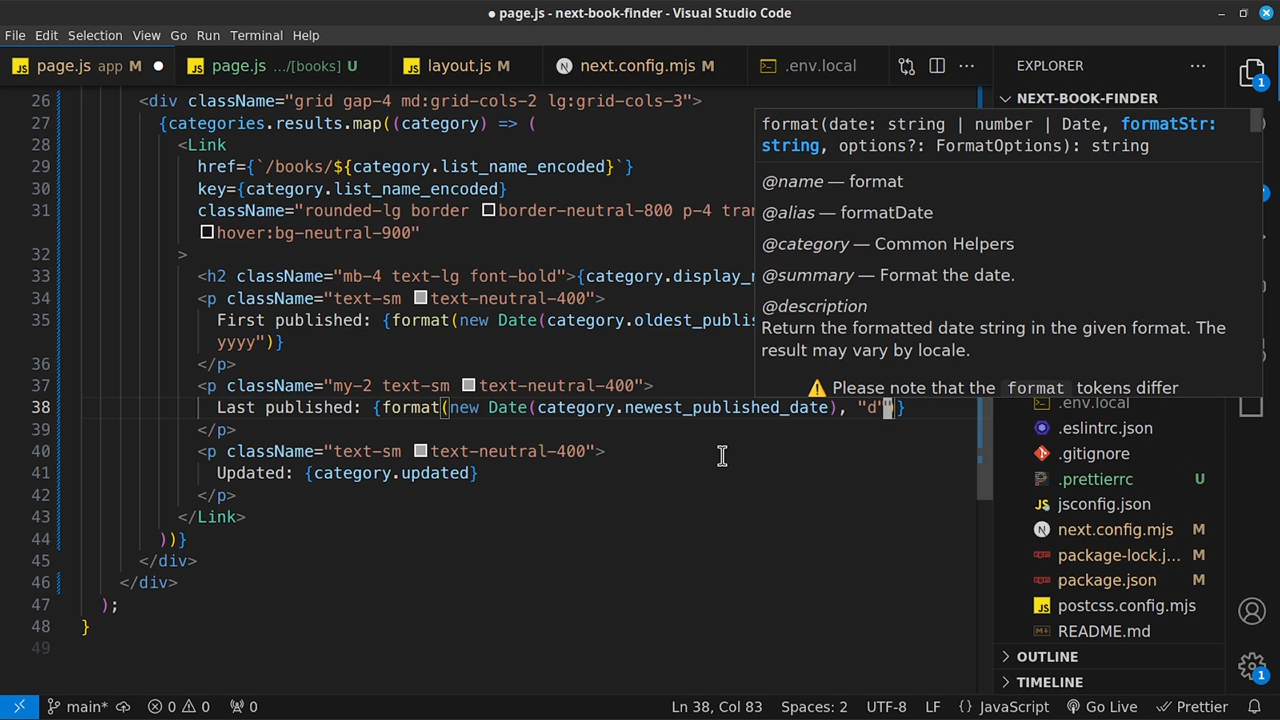 page.js - next-book-finder - Visual Studio Code
File Edit Selection View Go Run Terminal Help
JS page.js app M
JS page.js .../[books] U
JS layout.js M
N next.config.mjs M
.env.local
EXPLORER
NEXT-BOOK-FINDER
26 <div className="grid gap-4 md:grid-cols-2 lg:grid-cols-3">
27 {categories.results.map((category) => (
28 <Link
29 href={`/books/${category.list_name_encoded}`}
30 key={category.list_name_encoded}
31 className="rounded-lg border border-neutral-800 p-4
hover:bg-neutral-900"
32 >
33 <h2 className="mb-4 text-lg font-bold">{category.display_
34 <p className="text-sm text-neutral-400">
35 First published: {format(new Date(category.oldest_publis
yyyy")}
36 </p>
37 <p className="my-2 text-sm text-neutral-400">
38 Last published: {format(new Date(category.newest_published_date), "d")}
39 </p>
40 <p className="text-sm text-neutral-400">
41 Updated: {category.updated}
42 </p>
43 </Link>
44 ))}
45 </div>
46 </div>
47 );
48 }
49
format(date: string | number | Date, formatStr:
string, options?: FormatOptions): string
@name — format
@alias — formatDate
@category — Common Helpers
@summary — Format the date.
@description
Return the formatted date string in the given format. The
result may vary by locale.
⚠️ Please note that the format tokens differ
.env.local
.eslintrc.json
.gitignore
.prettierrc U
JS jsconfig.json
N next.config.mjs M
package-lock.j... M
package.json M
JS postcss.config.mjs
README.md
OUTLINE
TIMELINE
1
1
main* 0 0 0 Ln 38, Col 83 Spaces: 2 UTF-8 LF {} JavaScript Go Live Prettier